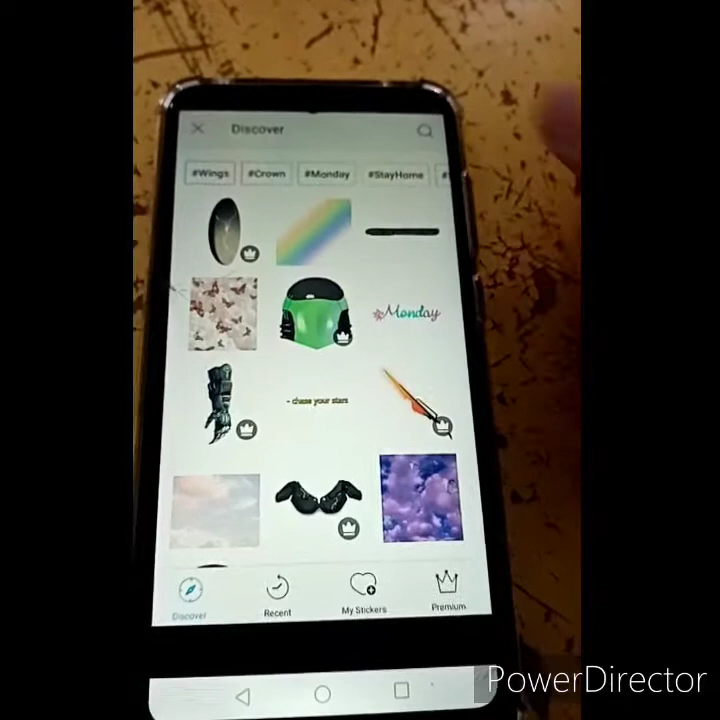 Discover
#Wings #Crown #Monday #StayHome #
Monday
- chase your stars
Discover Recent My Stickers Premium
PowerDirector